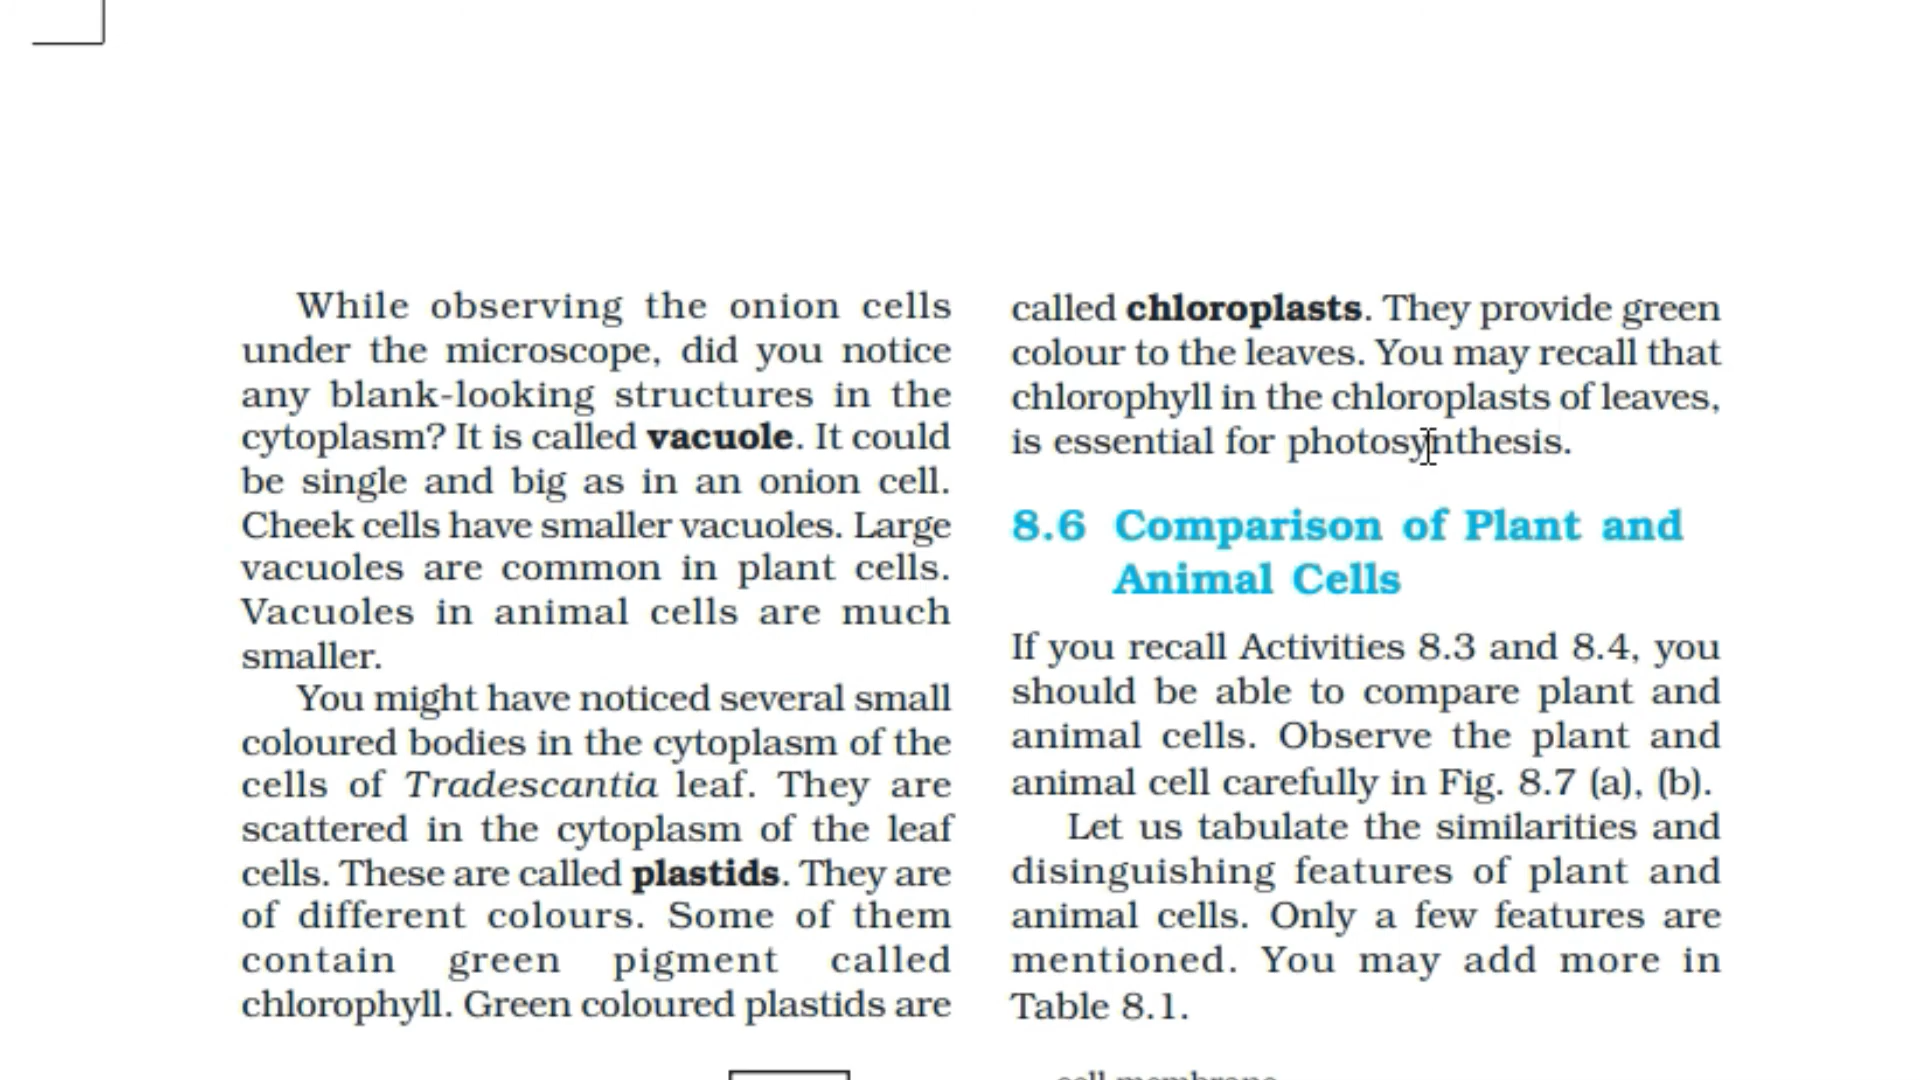 While observing the onion cells
under the microscope, did you notice
any blank-looking structures in the
cytoplasm? It is called vacuole. It could
be single and big as in an onion cell.
Cheek cells have smaller vacuoles. Large
vacuoles are common in plant cells.
Vacuoles in animal cells are much
smaller.
You might have noticed several small
coloured bodies in the cytoplasm of the
cells of Tradescantia leaf. They are
scattered in the cytoplasm of the leaf
cells. These are called plastids. They are
of different colours. Some of them
contain green pigment called
chlorophyll. Green coloured plastids are
called chloroplasts. They provide green
colour to the leaves. You may recall that
chlorophyll in the chloroplasts of leaves,
is essential for photosynthesis.
8.6 Comparison of Plant and
Animal Cells
If you recall Activities 8.3 and 8.4, you
should be able to compare plant and
animal cells. Observe the plant and
animal cell carefully in Fig. 8.7 (a), (b).
Let us tabulate the similarities and
disinguishing features of plant and
animal cells. Only a few features are
mentioned. You may add more in
Table 8.1.
cell membrane